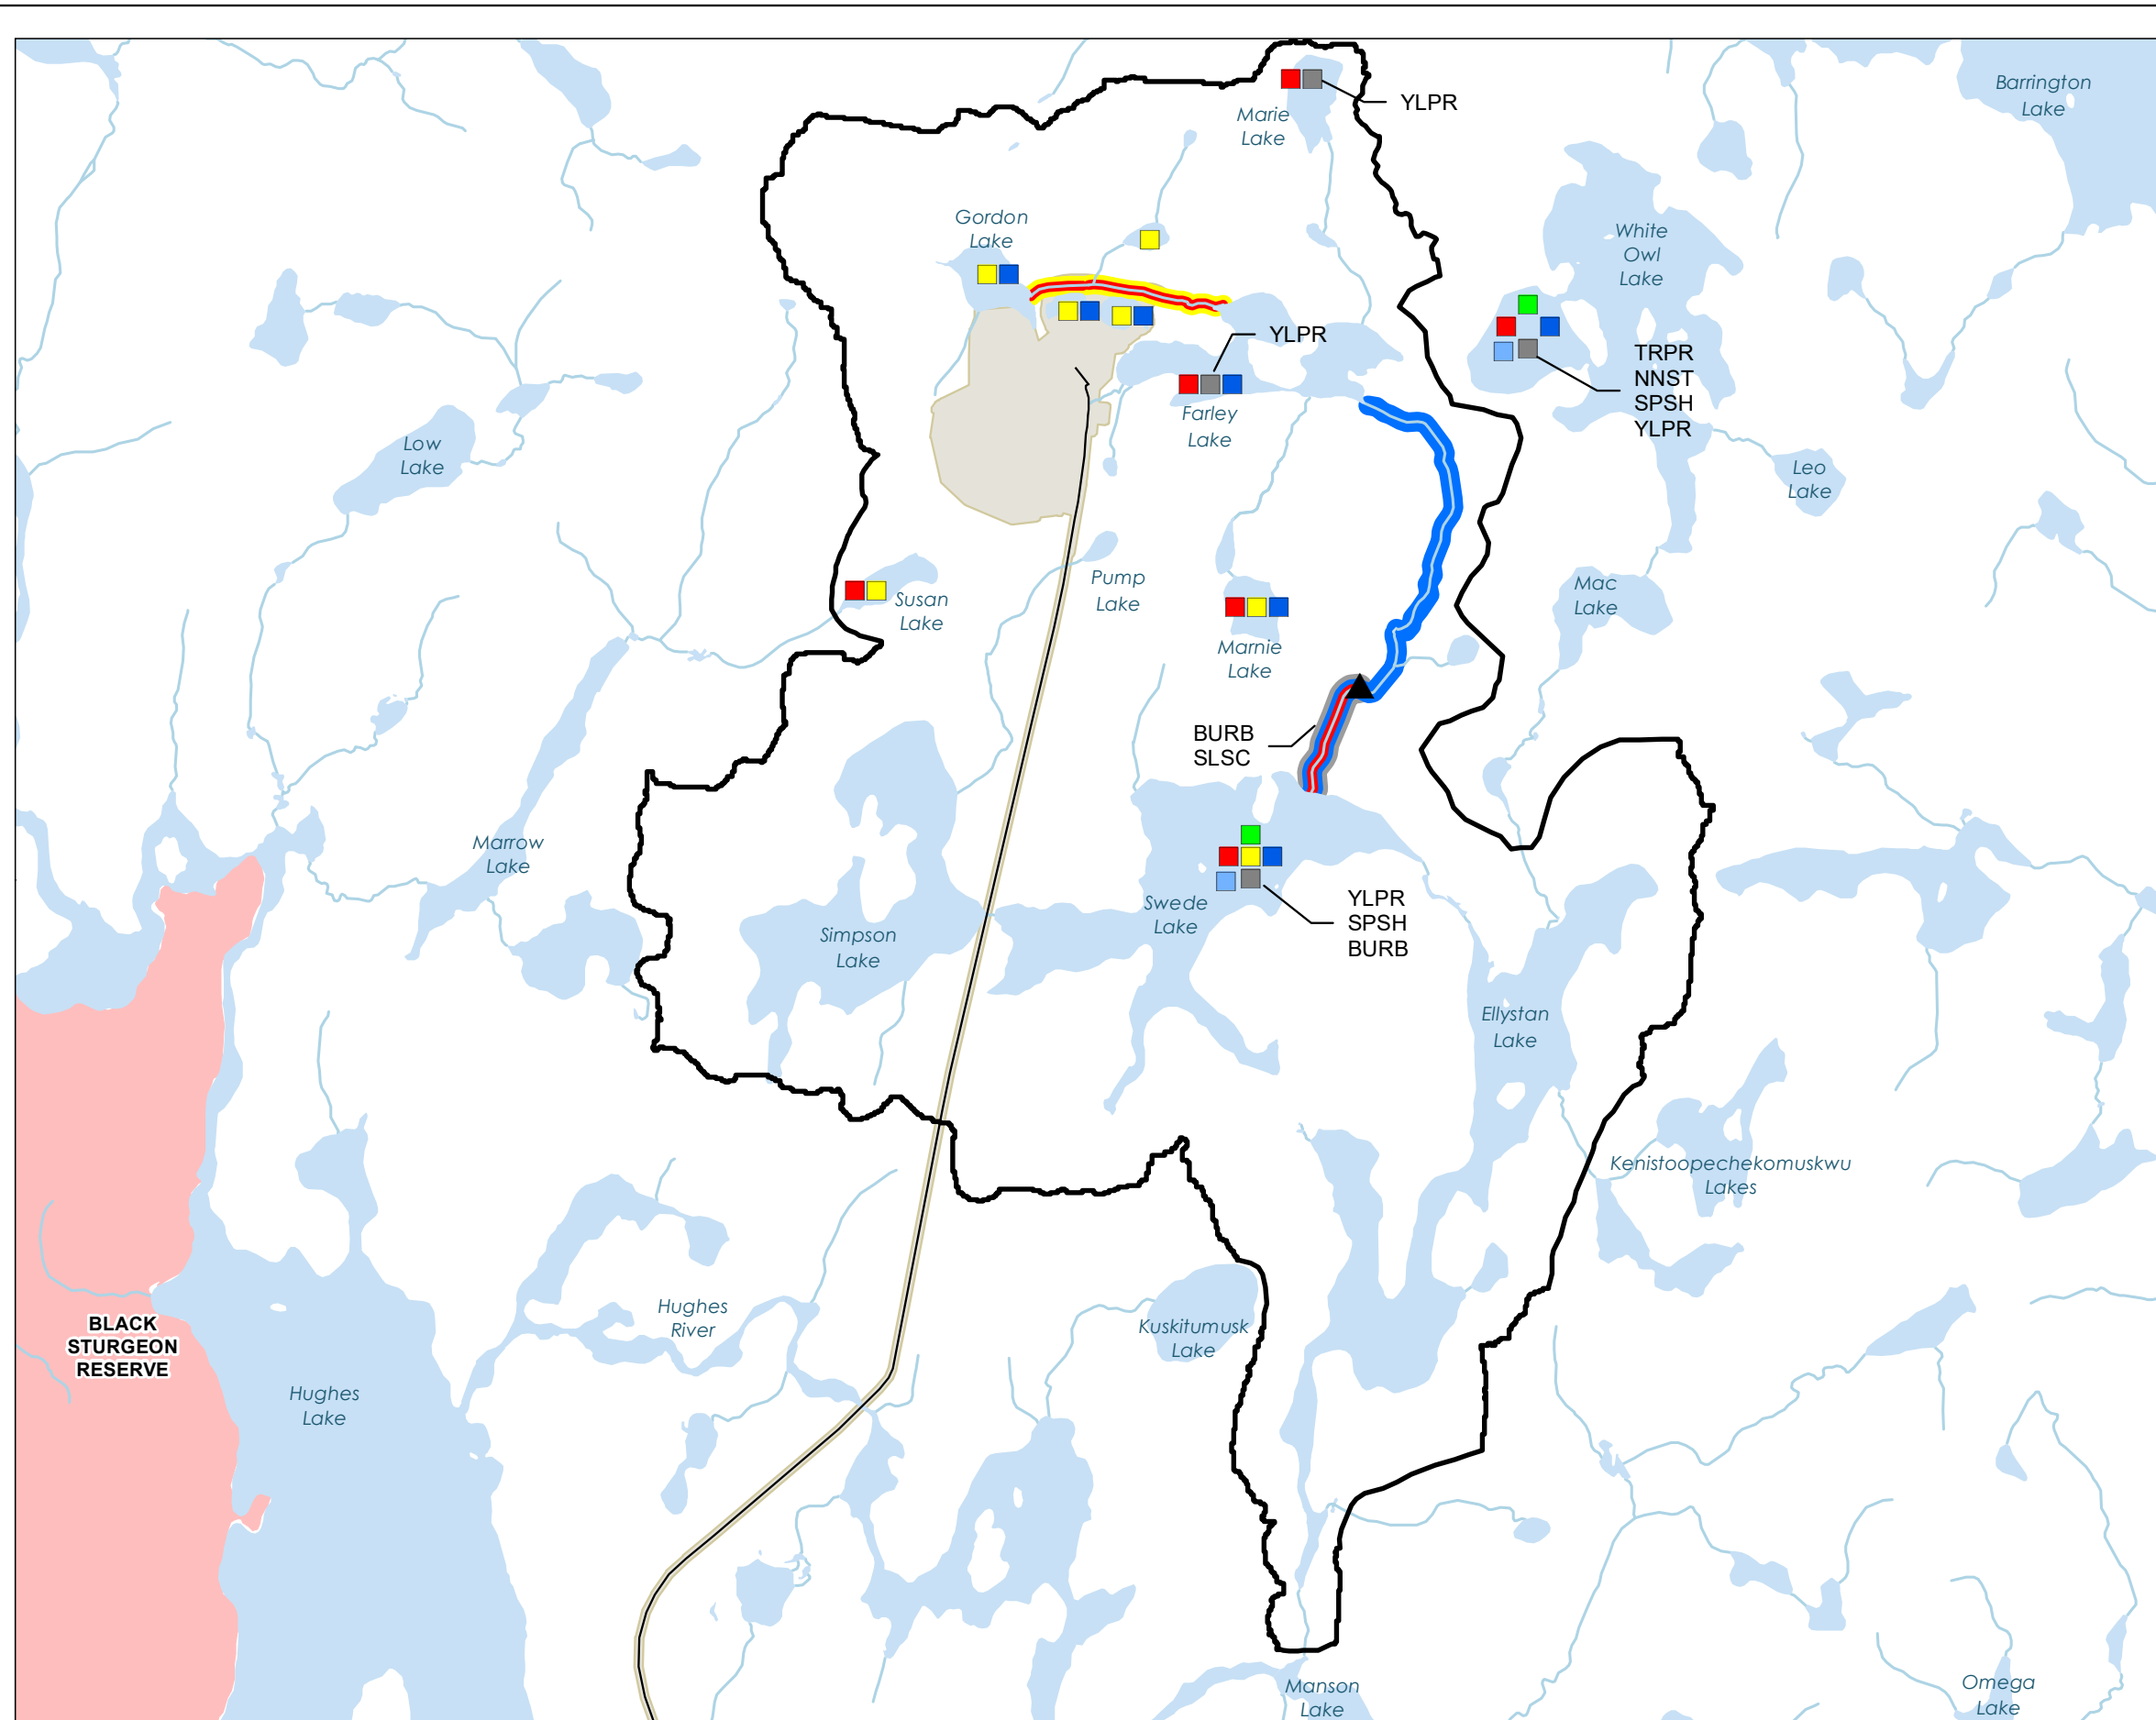 Barrington
Lake
Marie
Lake
YLPR
Gordon
Lake
White
Owl
Lake
YLPR
TRPR
NNST
SPSH
YLPR
Farley
Lake
Low
Lake
Leo
Lake
Pump
Lake
Mac
Lake
Susan
Lake
Marnie
Lake
BURB
SLSC
Marrow
Lake
Swede
Lake
YLPR
SPSH
BURB
Simpson
Lake
Ellystan
Lake
Kenistoopechekomuskwu
Lakes
Hughes
River
Kuskitumusk
Lake
BLACK
STURGEON
RESERVE
Hughes
Lake
Manson
Lake
Omega
Lake